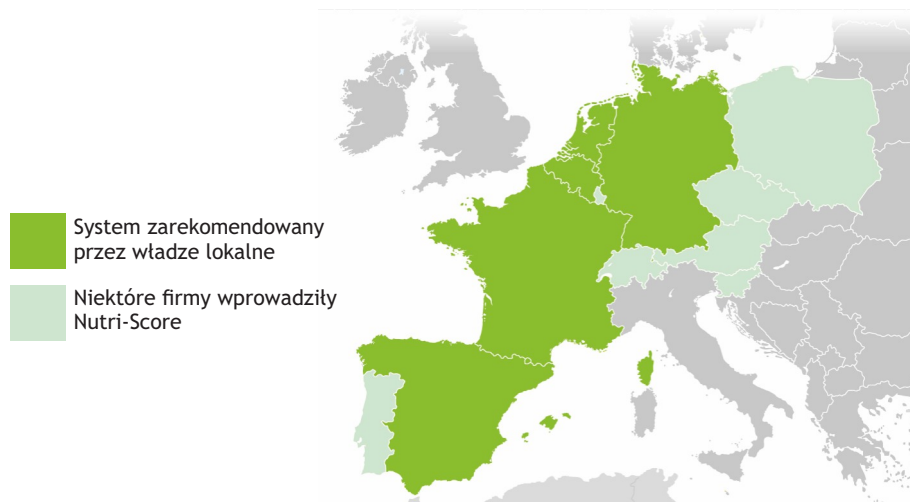 System zarekomendowany
przez władze lokalne
Niektóre firmy wprowadziły
Nutri-Score